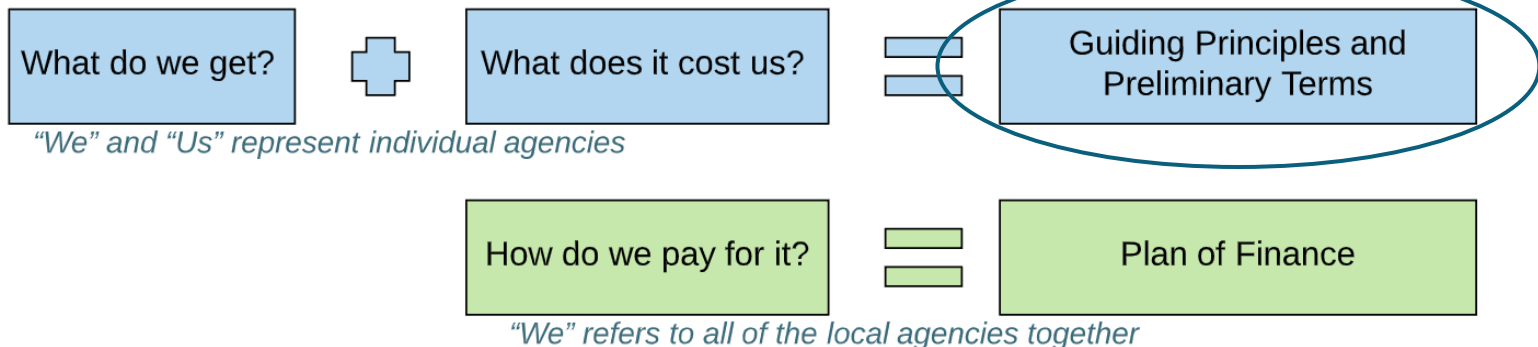 What do we get?
What does it cost us?
Guiding Principles and
Preliminary Terms
“We” and “Us” represent individual agencies
How do we pay for it?
Plan of Finance
“We” refers to all of the local agencies together